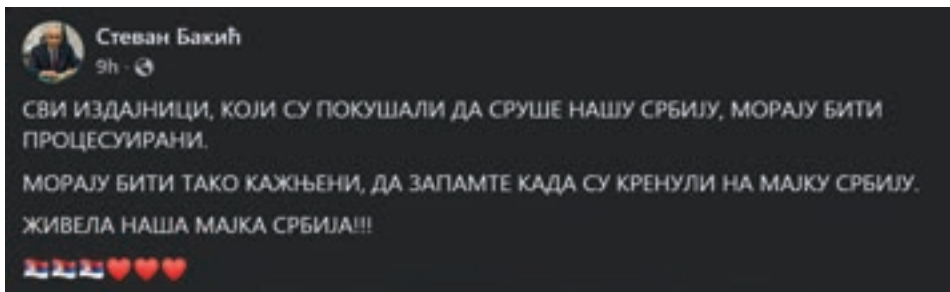 Стеван Бакић
9h ·
СВИ ИЗДАЈНИЦИ, КОЈИ СУ ПОКУШАЛИ ДА СРУШЕ НАШУ СРБИЈУ, МОРАЈУ БИТИ
ПРОЦЕСУИРАНИ.
МОРАЈУ БИТИ ТАКО КАЖЊЕНИ, ДА ЗАПАМТЕ КАДА СУ КРЕНУЛИ НА МАЈКУ СРБИЈУ.
ЖИВЕЛА НАША МАЈКА СРБИЈА!!!
🇷🇸🇷🇸🇷🇸❤️❤️❤️